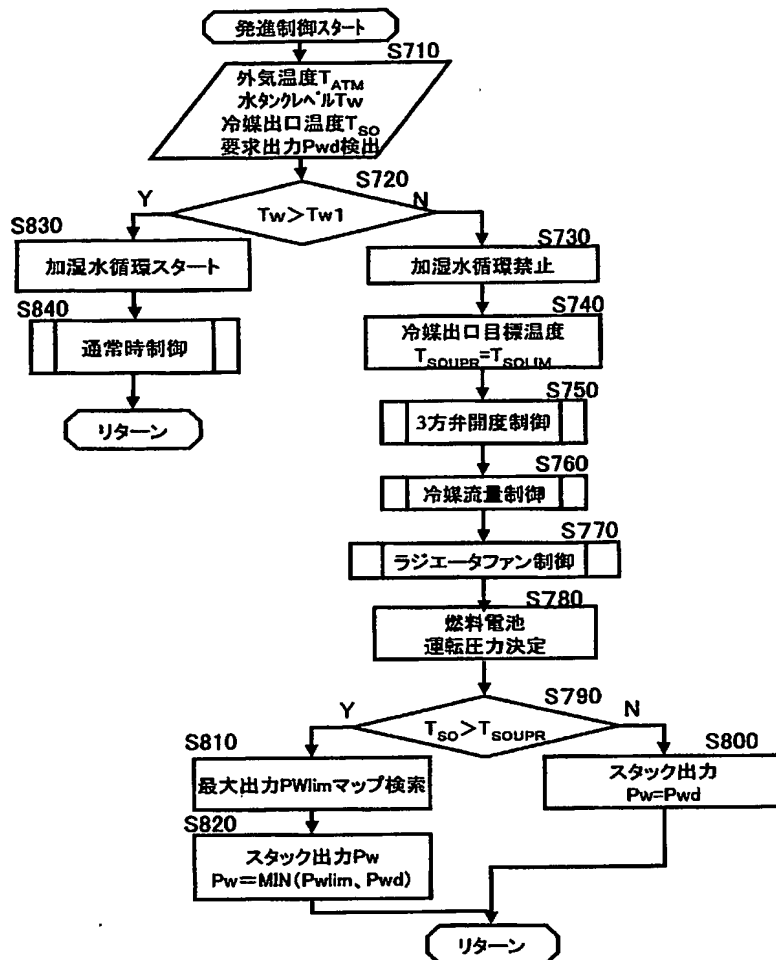 発進制御スタート
S710
外気温度TATM
水タンクレベルTw
冷媒出口温度TSO
要求出力Pwd検出
S720
Y
N
Tw>Tw1
S830
加湿水循環スタート
S730
加湿水循環禁止
S840
通常時制御
S740
冷媒出口目標温度
TSOUPR=TSOLIM
リターン
S750
3方弁開度制御
S760
冷媒流量制御
S770
ラジエータファン制御
S780
燃料電池
運転圧力決定
S790
Y
N
TSO>TSOUPR
S810
最大出力PWlimマップ検索
S800
スタック出力
Pw=Pwd
S820
スタック出力Pw
Pw=MIN(Pwlim、Pwd)
リターン